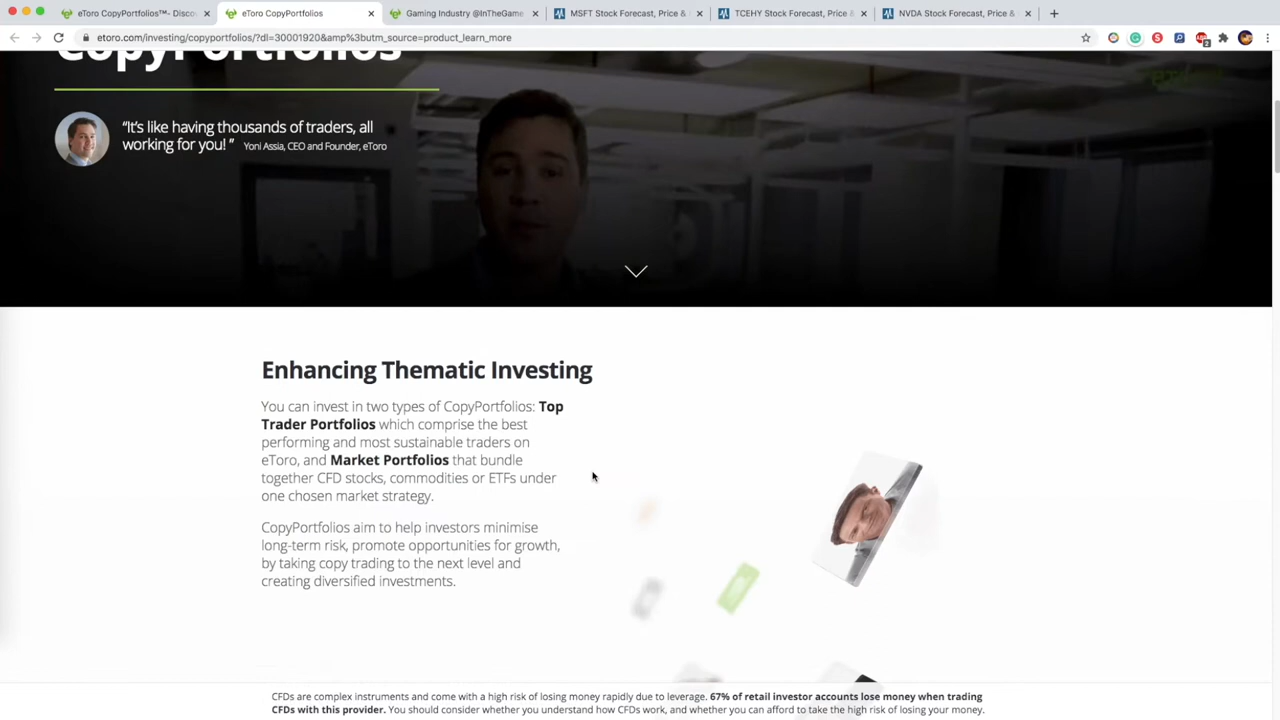 eToro CopyPortfolios™- Disco
eToro CopyPortfolios
Gaming Industry @InTheGame
MSFT Stock Forecast, Price &
TCEHY Stock Forecast, Price &
NVDA Stock Forecast, Price &
etoro.com/investing/copyportfolios/?dl=30001920&amp%3butm_source=product_learn_more
CopyPortfolios
“It's like having thousands of traders, all
working for you! ” Yoni Assia, CEO and Founder, eToro
Enhancing Thematic Investing
You can invest in two types of CopyPortfolios: Top
Trader Portfolios which comprise the best
performing and most sustainable traders on
eToro, and Market Portfolios that bundle
together CFD stocks, commodities or ETFs under
one chosen market strategy.
CopyPortfolios aim to help investors minimise
long-term risk, promote opportunities for growth,
by taking copy trading to the next level and
creating diversified investments.
CFDs are complex instruments and come with a high risk of losing money rapidly due to leverage. 67% of retail investor accounts lose money when trading
CFDs with this provider. You should consider whether you understand how CFDs work, and whether you can afford to take the high risk of losing your money.